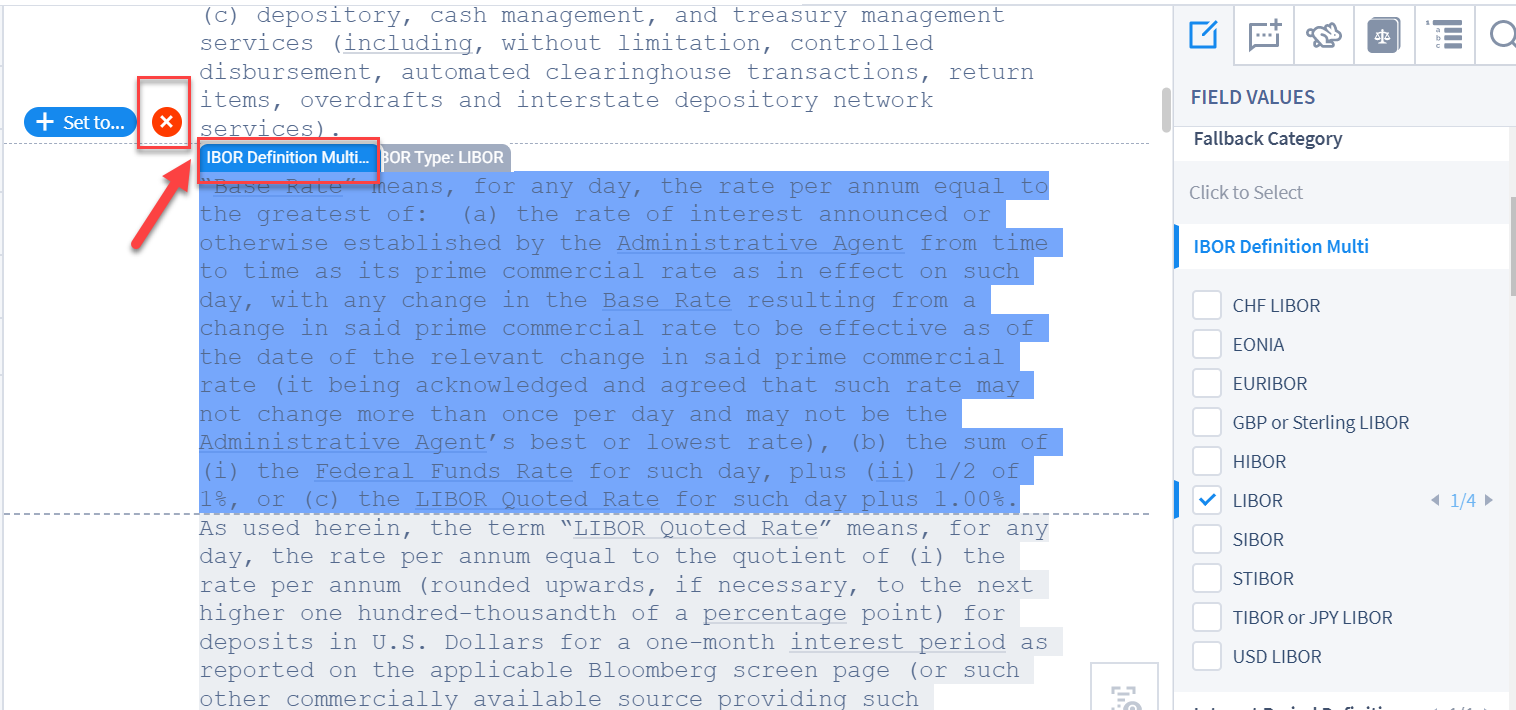 (c) depository, cash management, and treasury management
services (including, without limitation, controlled
disbursement, automated clearinghouse transactions, return
items, overdrafts and interstate depository network
services).
Set to...
IBOR Definition Multi...
BOR Type: LIBOR
“Base Rate” means, for any day, the rate per annum equal to
the greatest of: (a) the rate of interest announced or
otherwise established by the Administrative Agent from time
to time as its prime commercial rate as in effect on such
day, with any change in the Base Rate resulting from a
change in said prime commercial rate to be effective as of
the date of the relevant change in said prime commercial
rate (it being acknowledged and agreed that such rate may
not change more than once per day and may not be the
Administrative Agent’s best or lowest rate), (b) the sum of
(i) the Federal Funds Rate for such day, plus (ii) 1/2 of
1%, or (c) the LIBOR Quoted Rate for such day plus 1.00%.
As used herein, the term “LIBOR Quoted Rate” means, for any
day, the rate per annum equal to the quotient of (i) the
rate per annum (rounded upwards, if necessary, to the next
higher one hundred-thousandth of a percentage point) for
deposits in U.S. Dollars for a one-month interest period as
reported on the applicable Bloomberg screen page (or such
other commercially available source providing such
FIELD VALUES
Fallback Category
Click to Select
IBOR Definition Multi
CHF LIBOR
EONIA
EURIBOR
GBP or Sterling LIBOR
HIBOR
LIBOR 1/4
SIBOR
STIBOR
TIBOR or JPY LIBOR
USD LIBOR